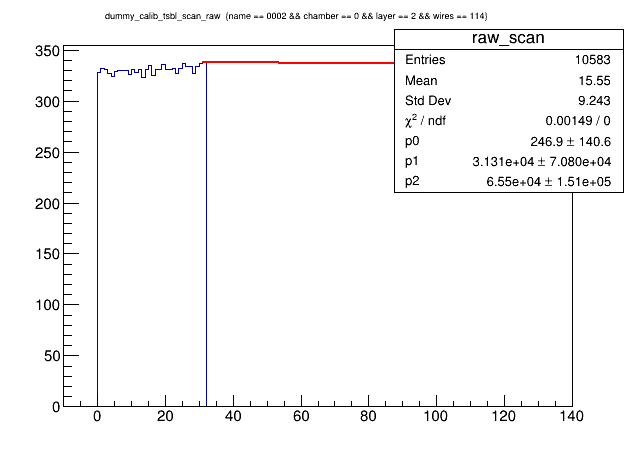 dummy_calib_tsbl_scan_raw (name == 0002 && chamber == 0 && layer == 2 && wires == 114)
raw_scan
Entries 10583
Mean 15.55
Std Dev 9.243
χ² / ndf 0.00149 / 0
p0 246.9 ± 140.6
p1 3.131e+04 ± 7.080e+04
p2 6.55e+04 ± 1.51e+05
350
300
250
200
150
100
50
0
0 20 40 60 80 100 120 140